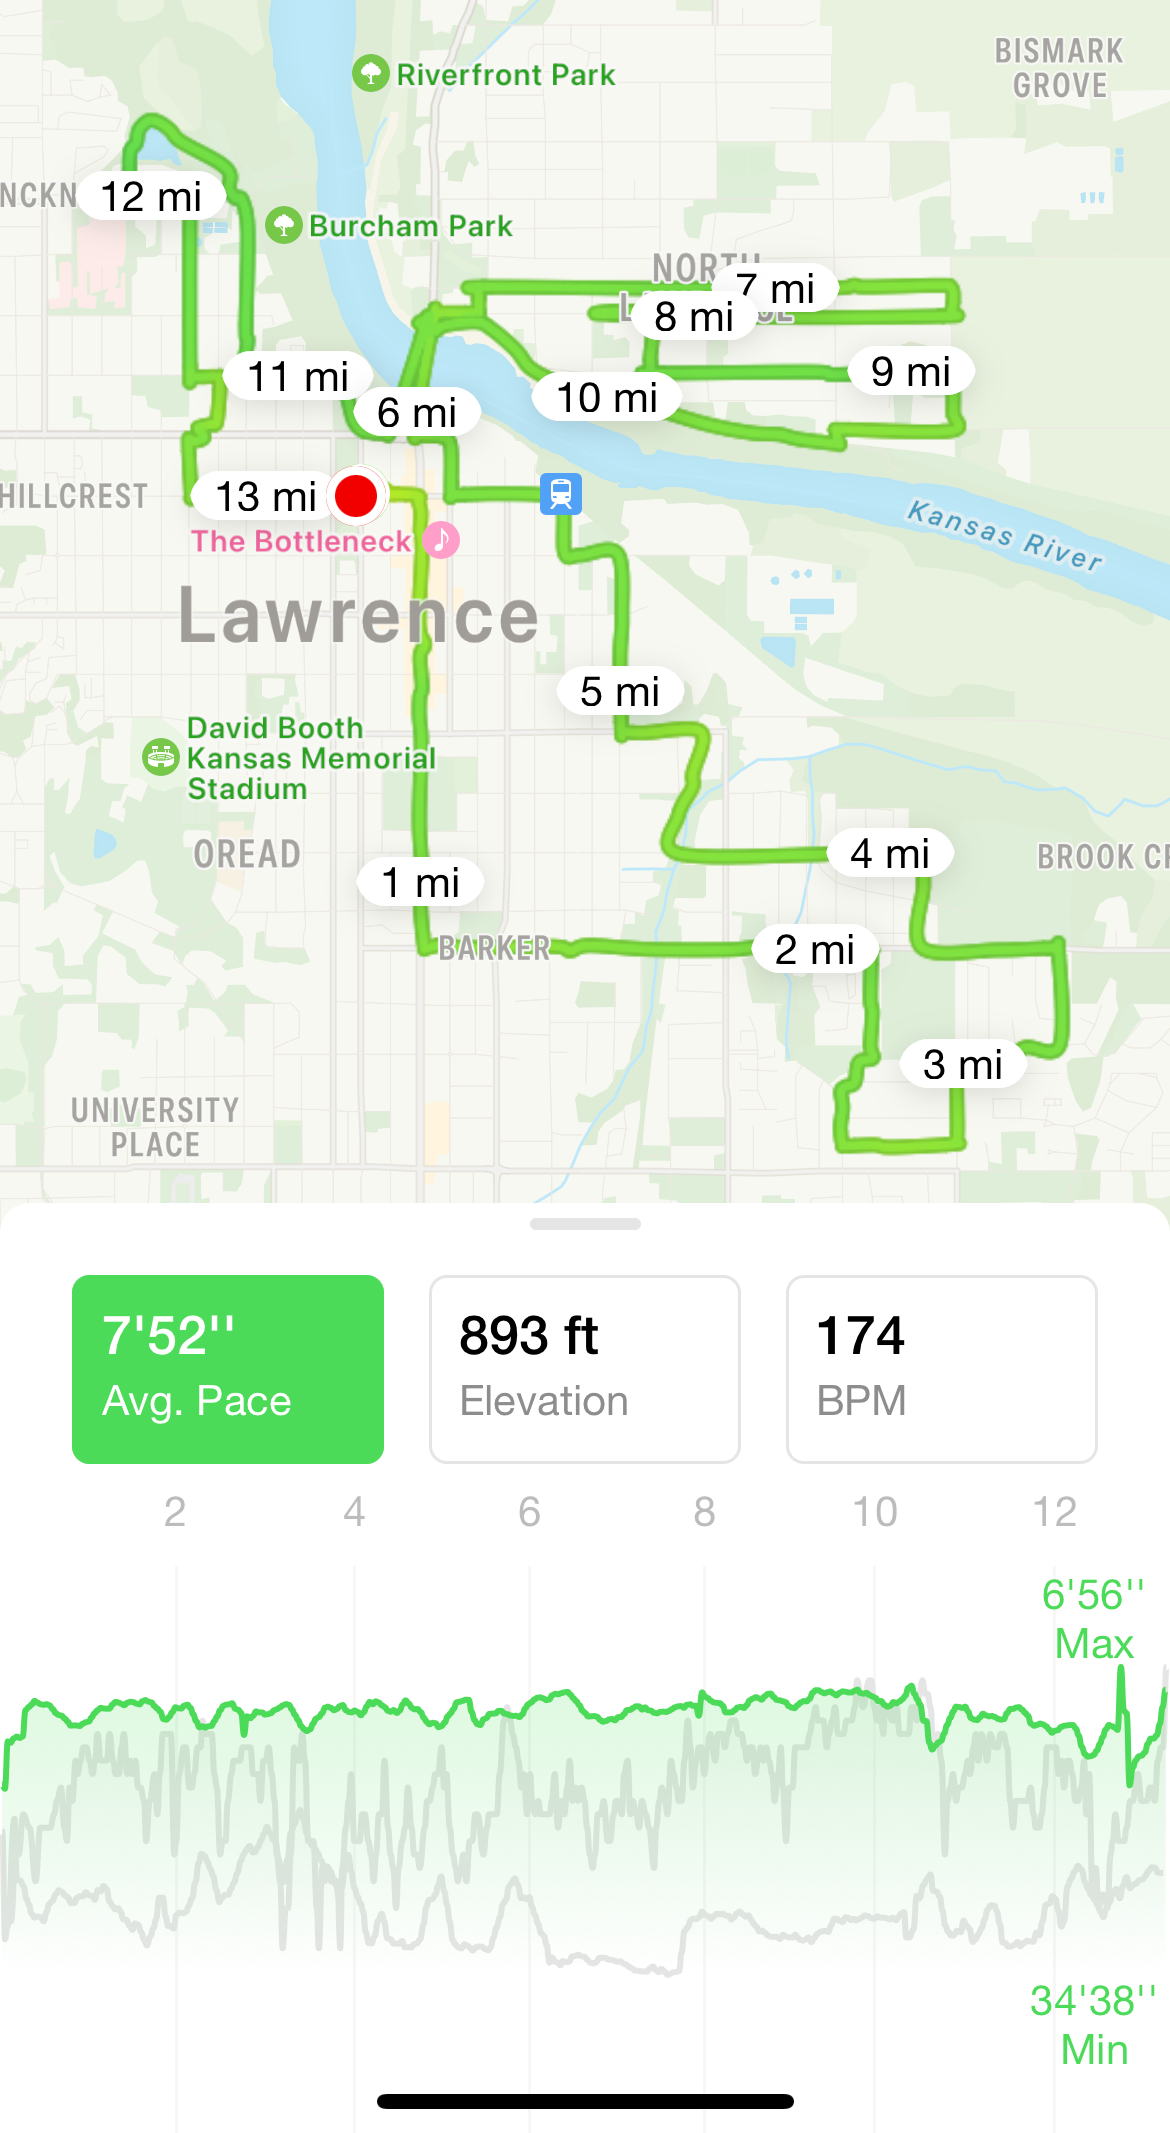 Riverfront Park
BISMARK
GROVE
NCKN
12 mi
Burcham Park
NORTH
7 mi
8 mi
11 mi
9 mi
10 mi
6 mi
HILLCREST
13 mi
The Bottleneck
Kansas River
Lawrence
5 mi
David Booth
Kansas Memorial
Stadium
OREAD
4 mi
BROOK CR
1 mi
BARKER
2 mi
3 mi
UNIVERSITY
PLACE
7'52''
Avg. Pace
893 ft
Elevation
174
BPM
2 4 6 8 10 12
6'56''
Max
34'38''
Min